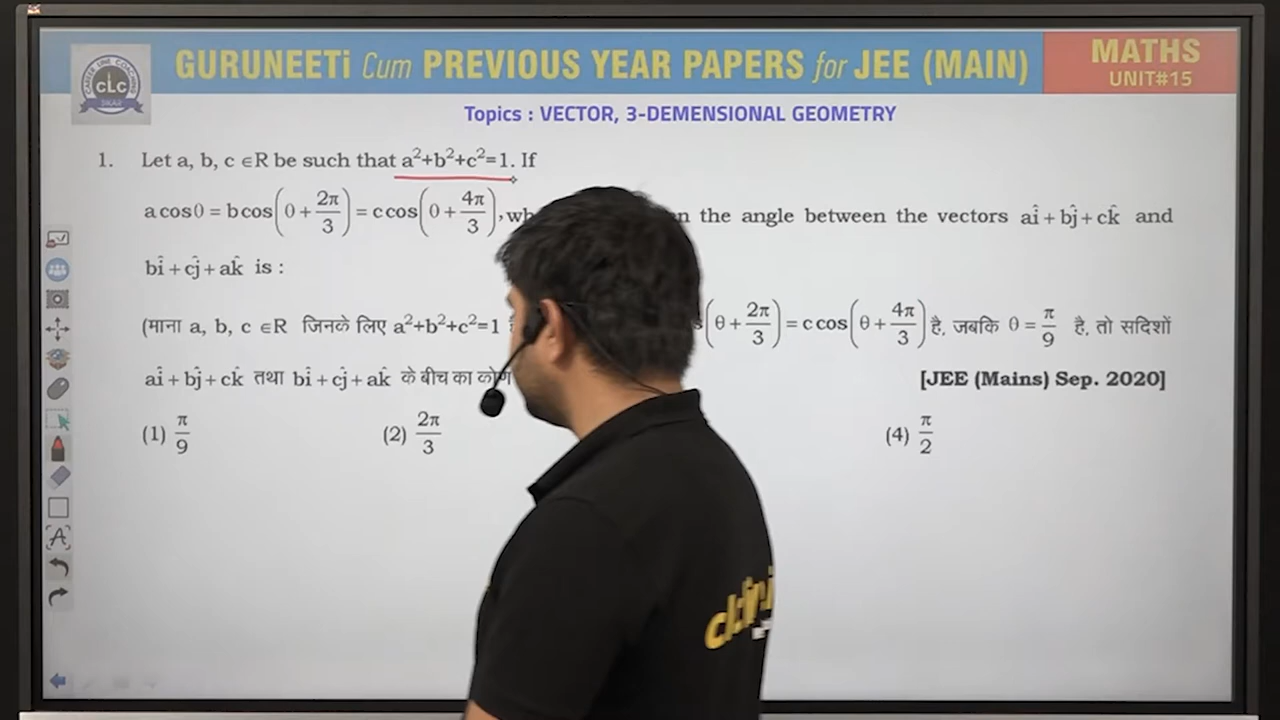 GURUNEETi Cum PREVIOUS YEAR PAPERS for JEE (MAIN)
MATHS
UNIT#15
CLC
SIKAR
Topics : VECTOR, 3-DEMENSIONAL GEOMETRY
1. Let a, b, c ∈R be such that a²+b²+c²=1. If
a cosθ = b cos(θ + 2π/3) = c cos(θ + 4π/3), the angle between the vectors aî + bĵ + ck̂ and
bî + cĵ + ak̂ is :
(माना a, b, c ∈R जिनके लिए a²+b²+c²=1 (θ + 2π/3) = c cos(θ + 4π/3) है, जबकि θ = π/9 है, तो सदिशों
aî + bĵ + ck̂ तथा bî + cĵ + ak̂ के बीच का कोण
[JEE (Mains) Sep. 2020]
(1) π/9 (2) 2π/3 (4) π/2